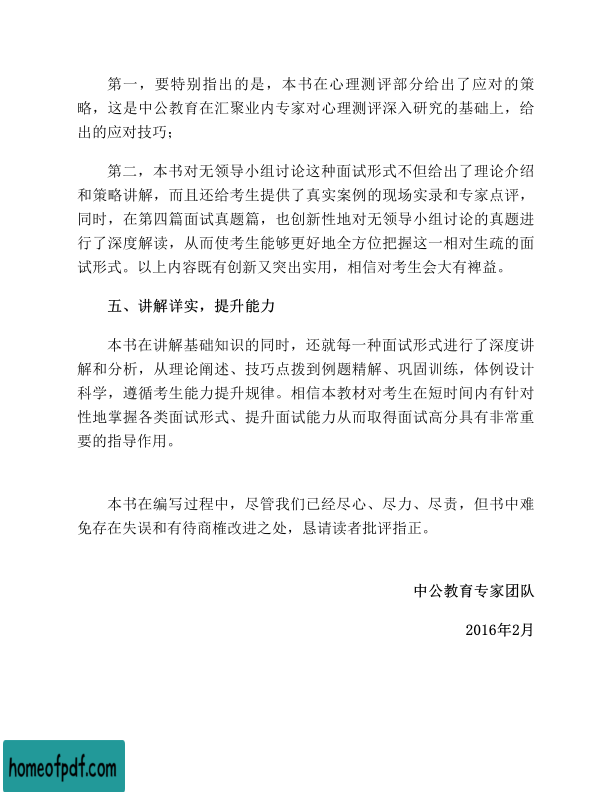 第一，要特别指出的是，本书在心理测评部分给出了应对的策
略，这是中公教育在汇聚业内专家对心理测评深入研究的基础上，给
出的应对技巧；
第二，本书对无领导小组讨论这种面试形式不但给出了理论介绍
和策略讲解，而且还给考生提供了真实案例的现场实录和专家点评，
同时，在第四篇面试真题篇，也创新性地对无领导小组讨论的真题进
行了深度解读，从而使考生能够更好地全方位把握这一相对生疏的面
试形式。以上内容既有创新又突出实用，相信对考生会大有裨益。
五、讲解详实，提升能力
本书在讲解基础知识的同时，还就每一种面试形式进行了深度讲
解和分析，从理论阐述、技巧点拨到例题精解、巩固训练，体例设计
科学，遵循考生能力提升规律。相信本教材对考生在短时间内有针对
性地掌握各类面试形式、提升面试能力从而取得面试高分具有非常重
要的指导作用。
本书在编写过程中，尽管我们已经尽心、尽力、尽责，但书中难
免存在失误和有待商榷改进之处，恳请读者批评指正。
中公教育专家团队
2016年2月
homeofpdf.com